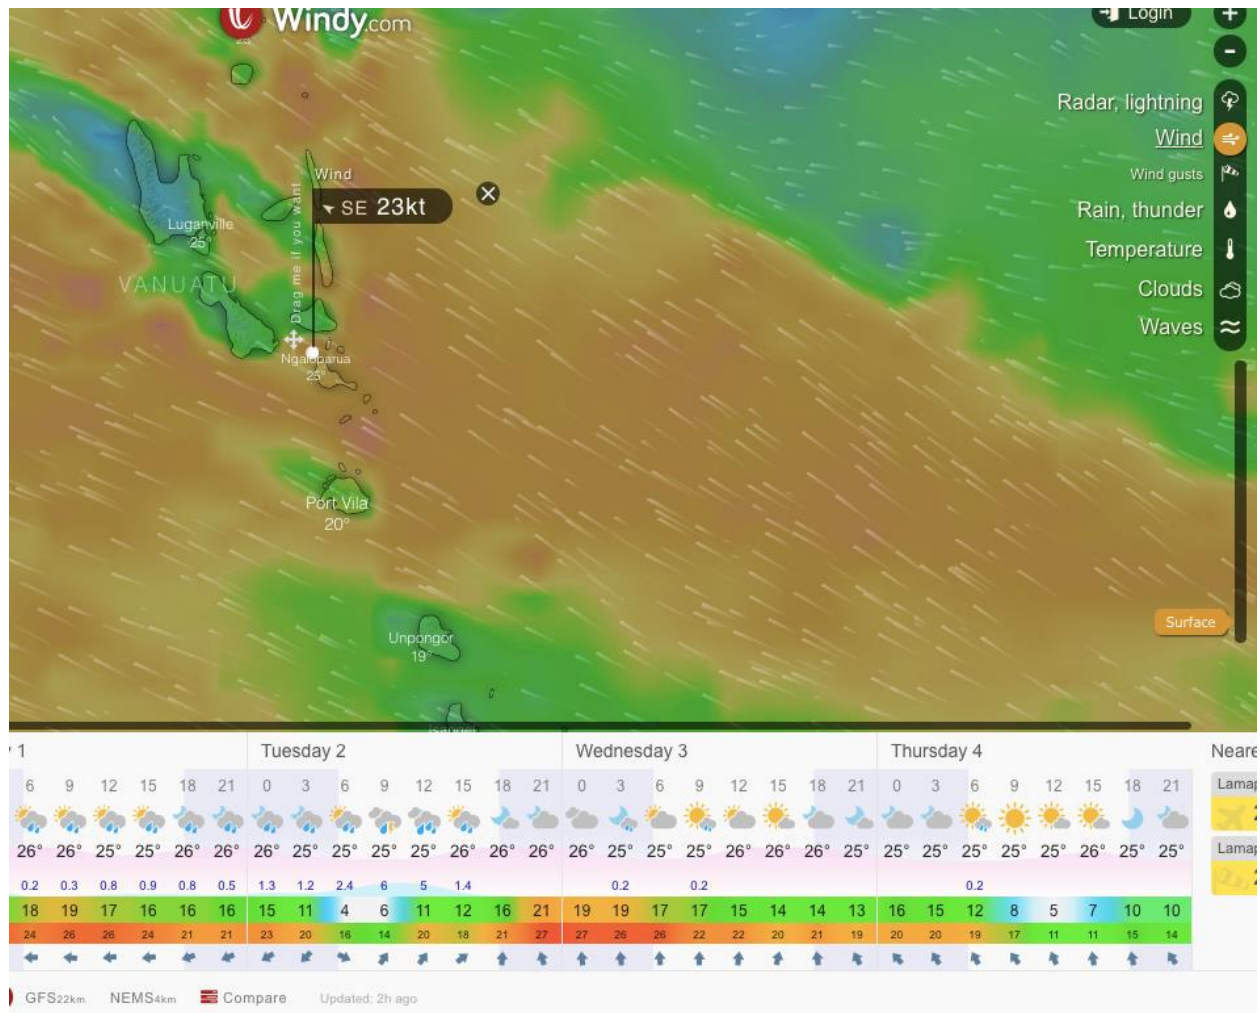 Windy.com
25°
Login
+
-
Radar, lightning
Wind
Wind gusts
Rain, thunder
Temperature
Clouds
Waves
Wind
SE 23kt
Drag me if you want
Luganville
25°
VANUATU
Ngaloparua
25°
Port Vila
20°
Unpongor
19°
Isangel
Surface
1 Tuesday 2 Wednesday 3 Thursday 4 Neare
6 9 12 15 18 21 0 3 6 9 12 15 18 21 0 3 6 9 12 15 18 21 0 3 6 9 12 15 18 21 Lamap
26° 26° 25° 25° 26° 26° 26° 25° 25° 25° 25° 26° 26° 26° 26° 25° 25° 25° 26° 26° 26° 25° 25° 25° 25° 25° 26° 26° 25° 25° Lamap
0.2 0.3 0.8 0.9 0.8 0.5 1.3 1.2 2.4 6 5 1.4 0.2 0.2 0.2
18 19 17 16 16 16 15 11 4 6 11 12 16 21 19 19 17 17 15 14 14 13 16 15 12 8 5 7 10 10
24 26 26 24 21 21 23 20 16 14 20 18 21 27 27 26 26 22 22 20 21 19 20 20 19 17 11 11 15 14
GFS22km NEMS4km Compare Updated: 2h ago